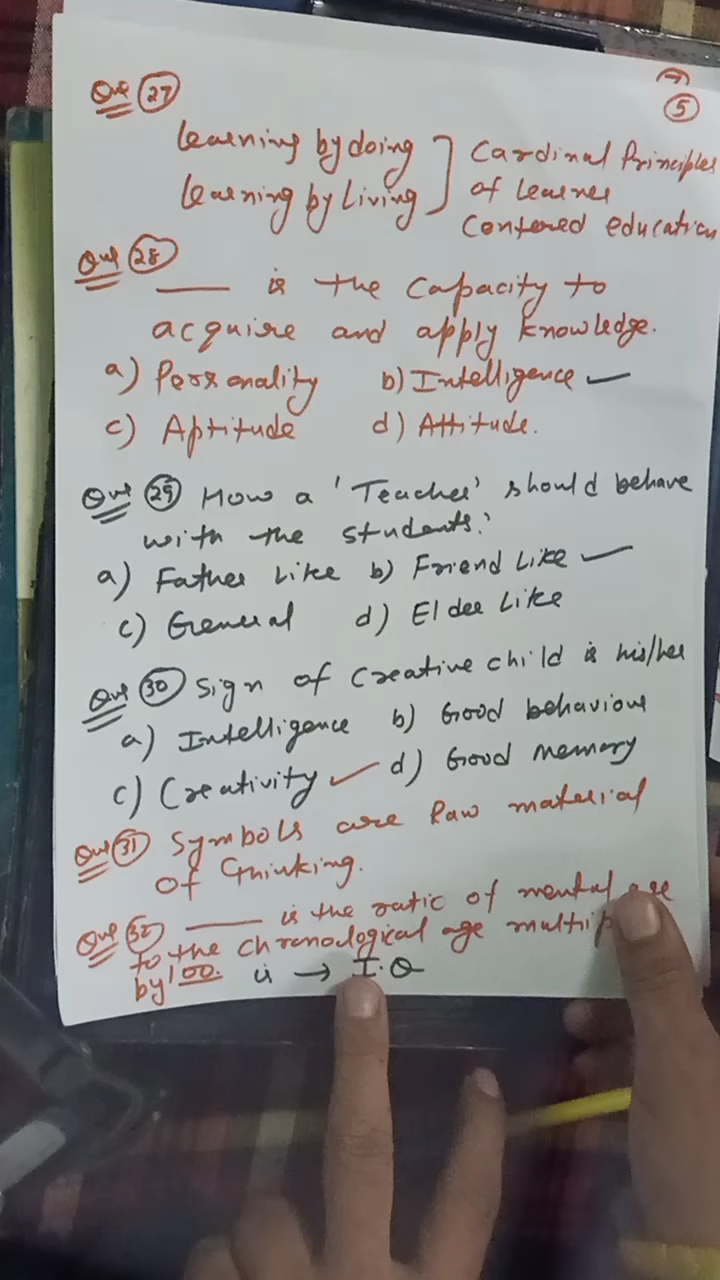 Que 27
→
5
Learning by doing ] Cardinal Principles
Learning by Living ] of Learner
Centered education
Que 28
___ is the Capacity to
acquire and apply knowledge.
a) Personality b) Intelligence ✓
c) Aptitude d) Attitude.
Que 29 How a 'Teacher' should behave
with the students?
a) Father Like b) Friend Like ✓
c) General d) Elder Like
Que 30 Sign of Creative child is his/her
a) Intelligence b) Good behaviour
c) Creativity ✓ d) Good memory
Que 31 Symbols are Raw material
of Thinking.
Que 32 ___ is the ratio of mental age
to the chronological age
by 100. is → I.Q